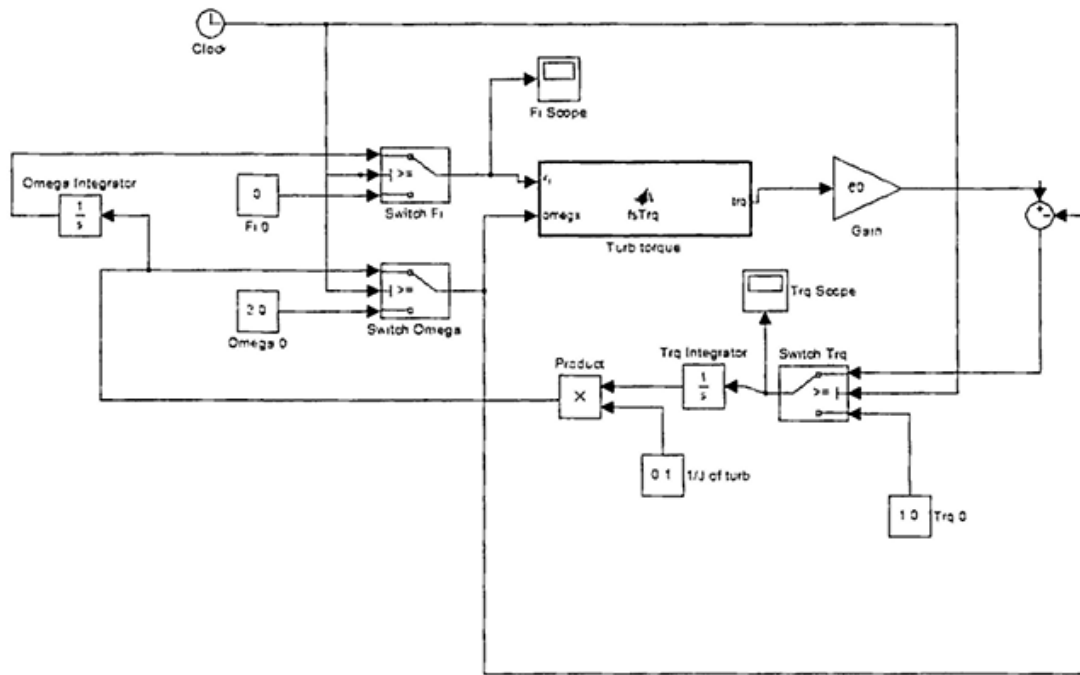 Clock
Fi Scope
Omega Integrator
1
s
0
Fi 0
>=
Switch Fi
omega
fsTrq
trq
Turb torque
Gain
2 0
Omega 0
>=
Switch Omega
Trq Scope
Product
×
Trq Integrator
1
s
Switch Trq
>=
0 1
1/J of turb
1 0
Trq 0